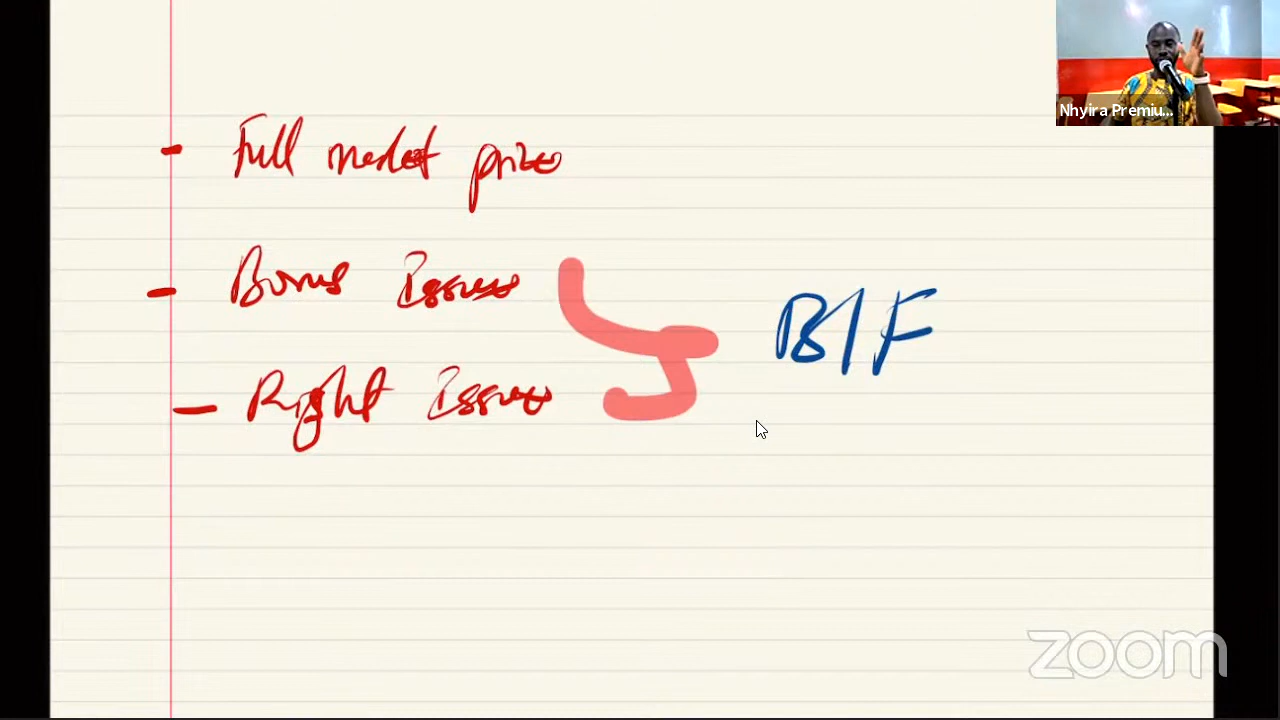 Nhyira Premiu...
- Full market price
- Bonus Issue
- Right Issue
B/F
zoom